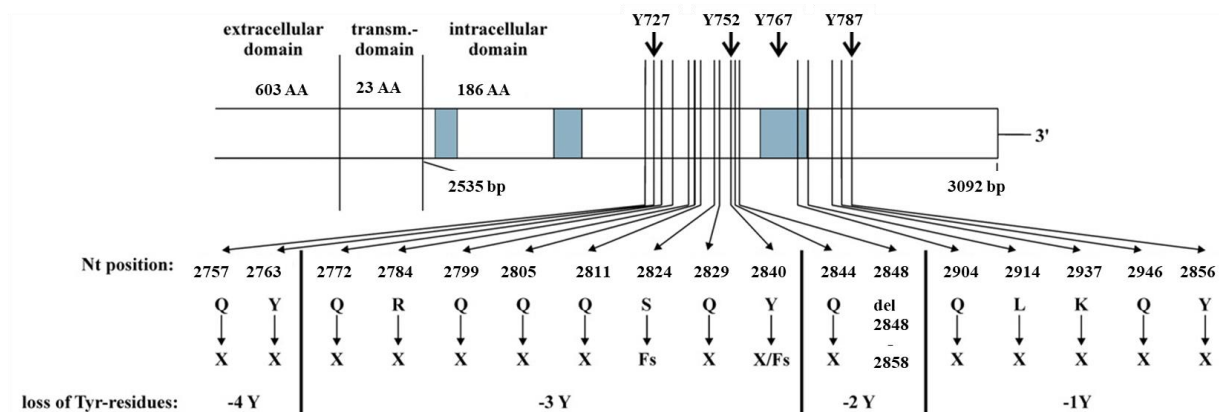 Y727 Y752 Y767 Y787
extracellular transm.- intracellular
domain domain domain
603 AA 23 AA 186 AA
3'
2535 bp 3092 bp
Nt position: 2757 2763 2772 2784 2799 2805 2811 2824 2829 2840 2844 2848 2904 2914 2937 2946 2856
Q Y Q R Q Q Q S Q Y Q del Q L K Q Y
2848
-
X X X X X X X Fs X X/Fs X 2858 X X X X X
loss of Tyr-residues: -4 Y -3 Y -2 Y -1Y